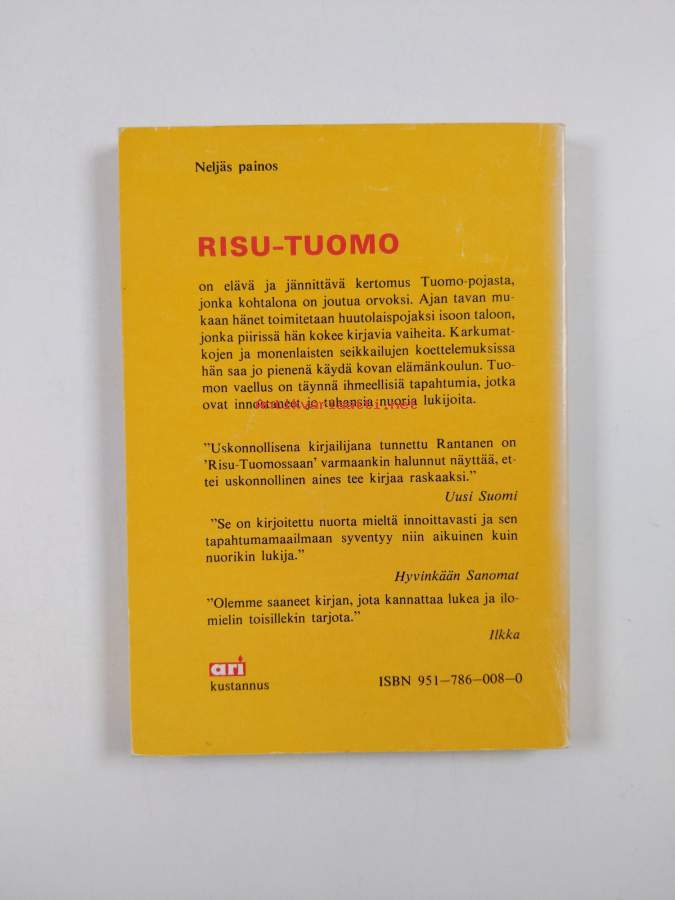 Neljäs painos
RISU-TUOMO
on elävä ja jännittävä kertomus Tuomo-pojasta,
jonka kohtalona on joutua orvoksi. Ajan tavan mu-
kaan hänet toimitetaan huutolaispojaksi isoon taloon,
jonka piirissä hän kokee kirjavia vaiheita. Karkumat-
kojen ja monenlaisten seikkailujen koettelemuksissa
hän saa jo pienenä käydä kovan elämänkoulun. Tuo-
mon vaellus on täynnä ihmeellisiä tapahtumia, jotka
ovat innostaneet jo tuhansia nuoria lukijoita.
antikvariaatti.net
"Uskonnollisena kirjailijana tunnettu Rantanen on
'Risu-Tuomossaan' varmaankin halunnut näyttää, et-
tei uskonnollinen aines tee kirjaa raskaaksi."
Uusi Suomi
"Se on kirjoitettu nuorta mieltä innoittavasti ja sen
tapahtumamaailmaan syventyy niin aikuinen kuin
nuorikin lukija."
Hyvinkään Sanomat
"Olemme saaneet kirjan, jota kannattaa lukea ja ilo-
mielin toisillekin tarjota."
Ilkka
ari
kustannus
ISBN 951-786-008-0